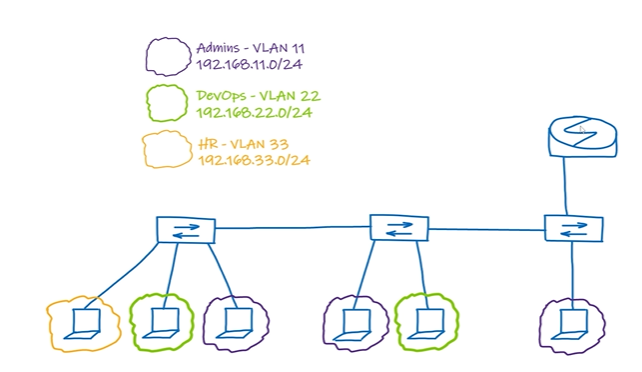 Admins - VLAN 11
192.168.11.0/24
DevOps - VLAN 22
192.168.22.0/24
HR - VLAN 33
192.168.33.0/24